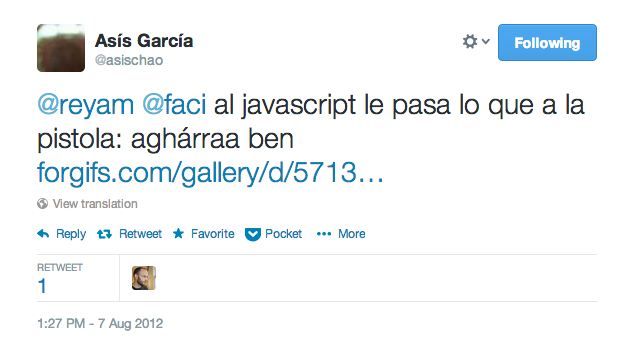 Asís García
@asischao
Following
@reyam @faci al javascript le pasa lo que a la
pistola: aghárraa ben
forgifs.com/gallery/d/5713…
View translation
Reply Retweet Favorite Pocket More
RETWEET
1
1:27 PM - 7 Aug 2012